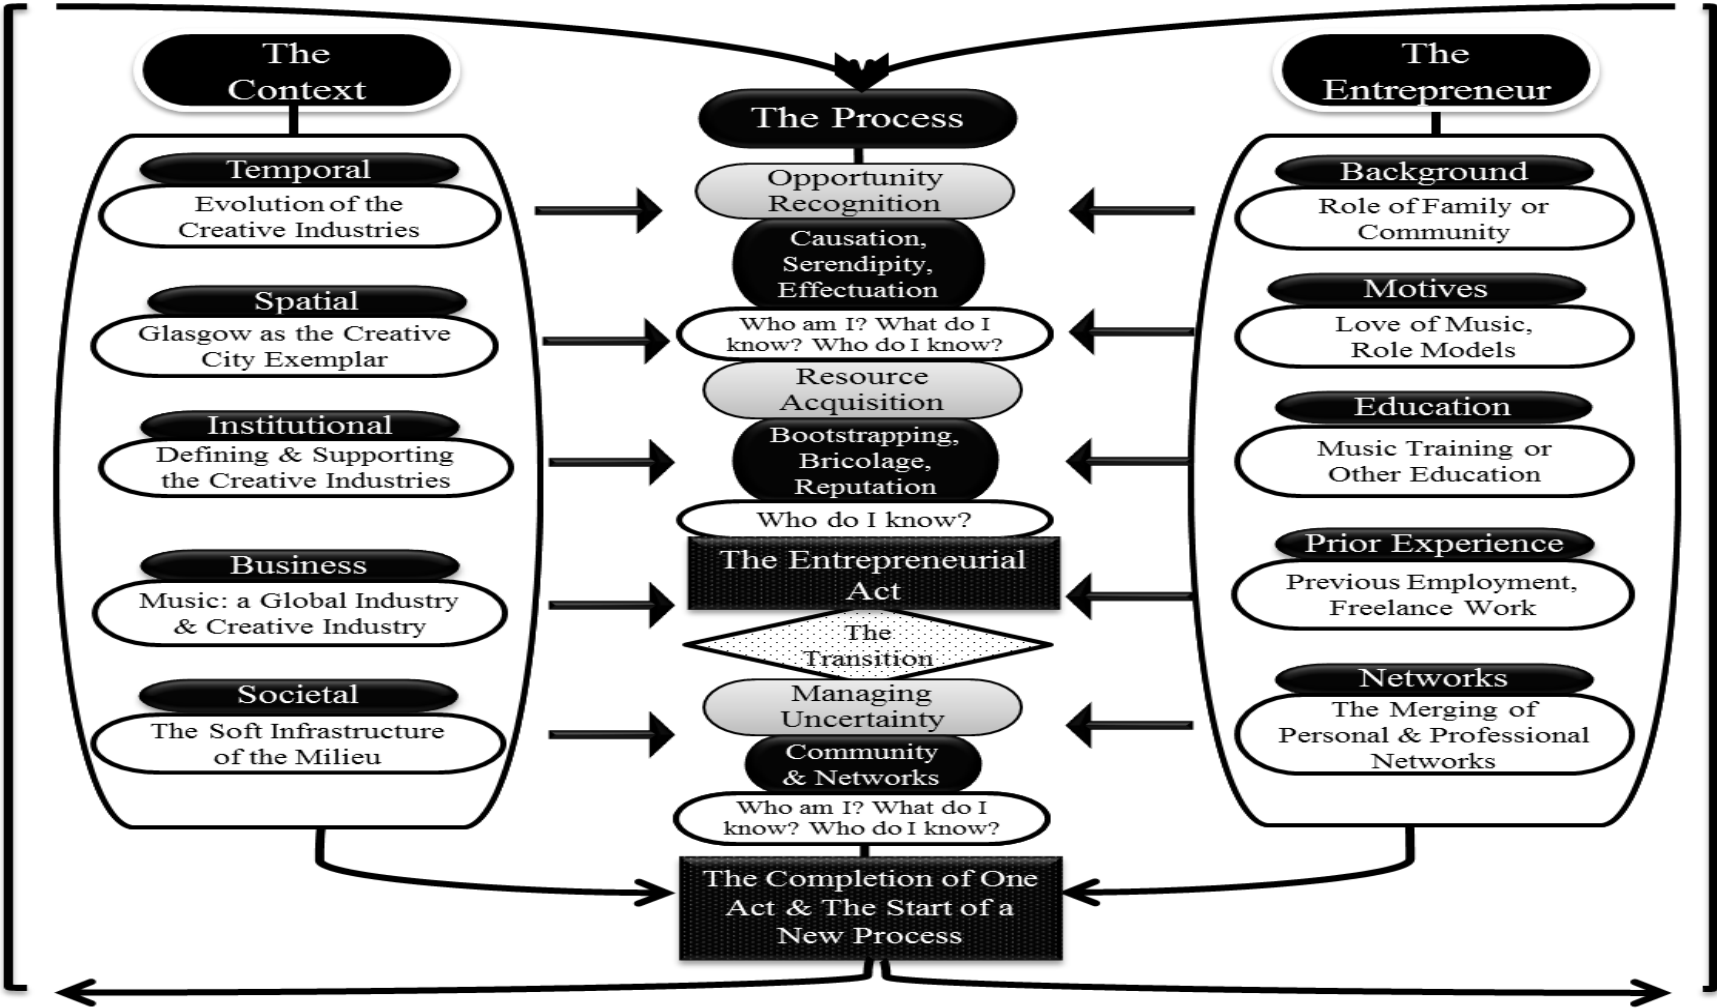 The
Context
Temporal
Evolution of the
Creative Industries
Spatial
Glasgow as the Creative
City Exemplar
Institutional
Defining & Supporting
the Creative Industries
Business
Music: a Global Industry
& Creative Industry
Societal
The Soft Infrastructure
of the Milieu
The Process
Opportunity
Recognition
Causation,
Serendipity,
Effectuation
Who am I? What do I
know? Who do I know?
Resource
Acquisition
Bootstrapping,
Bricolage,
Reputation
Who do I know?
The Entrepreneurial
Act
The
Transition
Managing
Uncertainty
Community
& Networks
Who am I? What do I
know? Who do I know?
The Completion of One
Act & The Start of a
New Process
The
Entrepreneur
Background
Role of Family or
Community
Motives
Love of Music,
Role Models
Education
Music Training or
Other Education
Prior Experience
Previous Employment,
Freelance Work
Networks
The Merging of
Personal & Professional
Networks